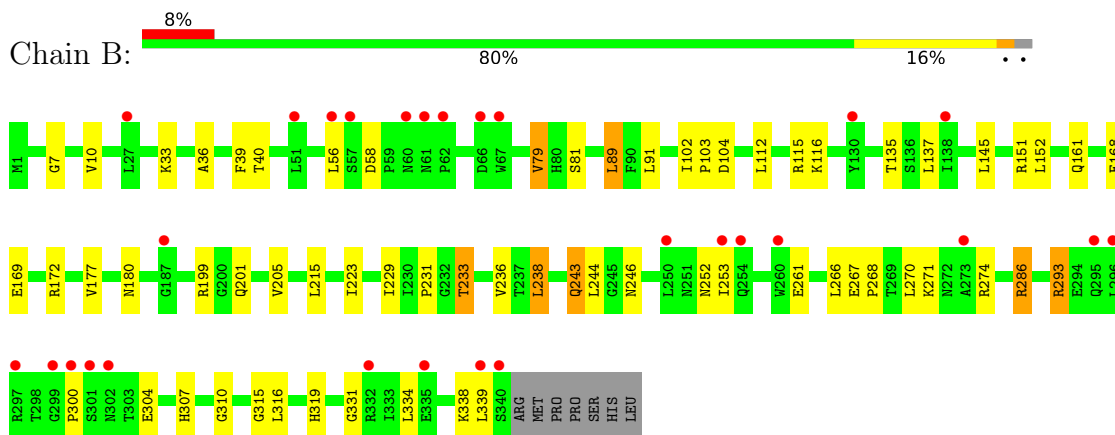 8%
Chain B:
80% 16% • •
M1 G7 V10 L27 K33 A36 F39 T40 L51 L56 S57 D58 P59 N60 N61 P62 D66 W67 V79 H80 S81 L89 F90 L91 I102 P103 D104 L112 R115 K116 Y130 T135 S136 L137 I138 L145 R151 L152 Q161 E168
E169 R172 V177 N180 G187 R199 G200 Q201 V205 L215 I223 I229 I230 P231 G232 T233 V236 T237 L238 Q243 L244 G245 N246 L250 N251 N252 I253 Q254 W260 E261 L266 E267 P268 T269 L270 K271 N272 A273 R274 R286 R293 E294 Q295 L296
R297 T298 G299 P300 S301 N302 T303 E304 H307 G310 G315 L316 H319 G331 R332 I333 L334 E335 K338 L339 S340 ARG MET PRO PRO SER HIS LEU